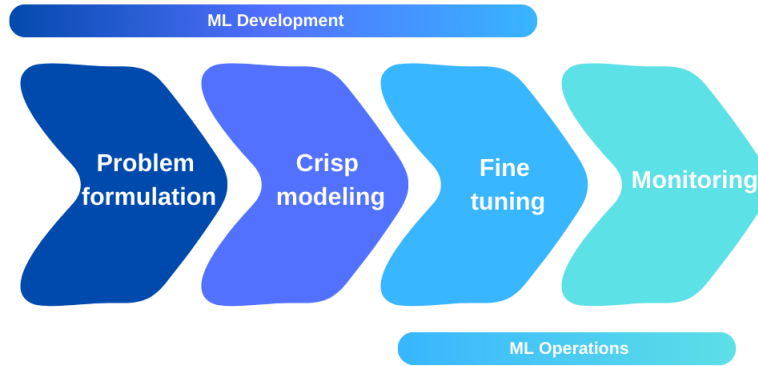 ML Development
Problem
formulation
Crisp
modeling
Fine
tuning
Monitoring
ML Operations